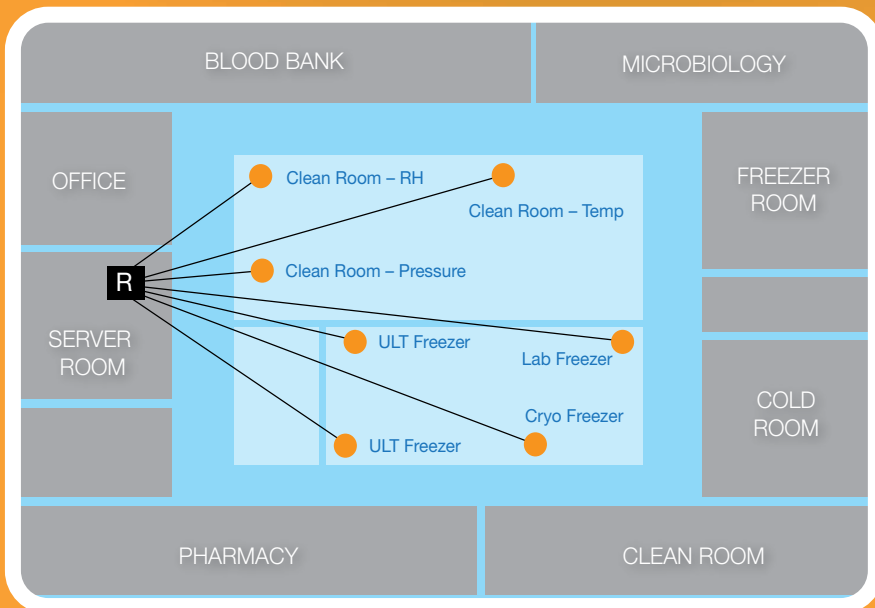 BLOOD BANK
MICROBIOLOGY
OFFICE
Clean Room – RH
Clean Room – Temp
FREEZER
ROOM
Clean Room – Pressure
R
SERVER
ROOM
ULT Freezer
Lab Freezer
Cryo Freezer
ULT Freezer
COLD
ROOM
PHARMACY
CLEAN ROOM